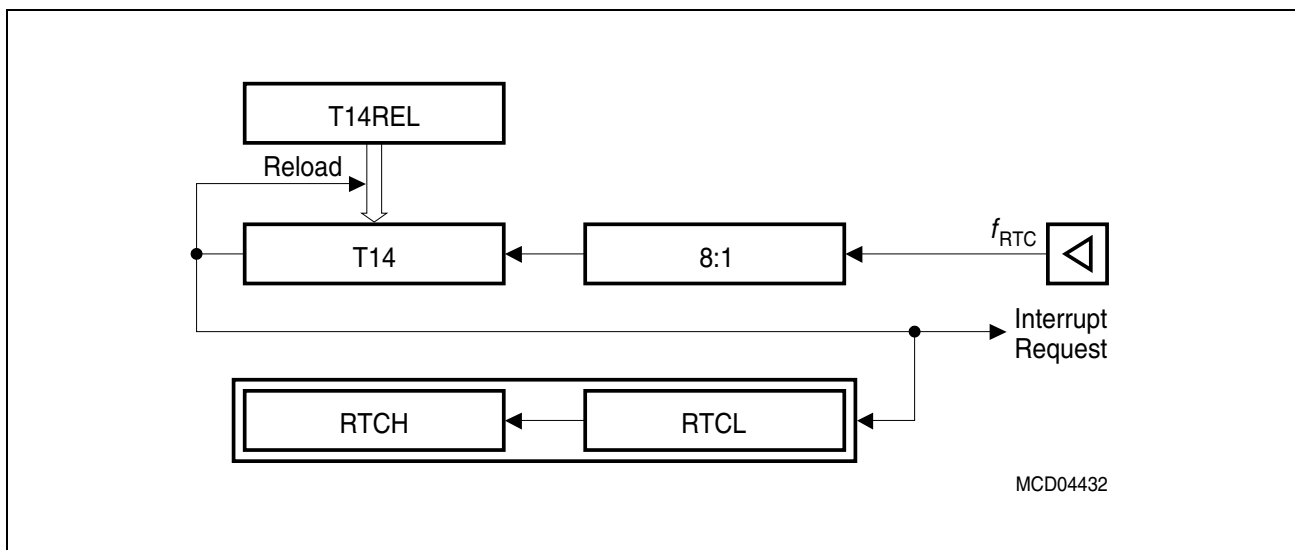 T14REL
Reload
T14
8:1
fRTC
Interrupt
Request
RTCH
RTCL
MCD04432